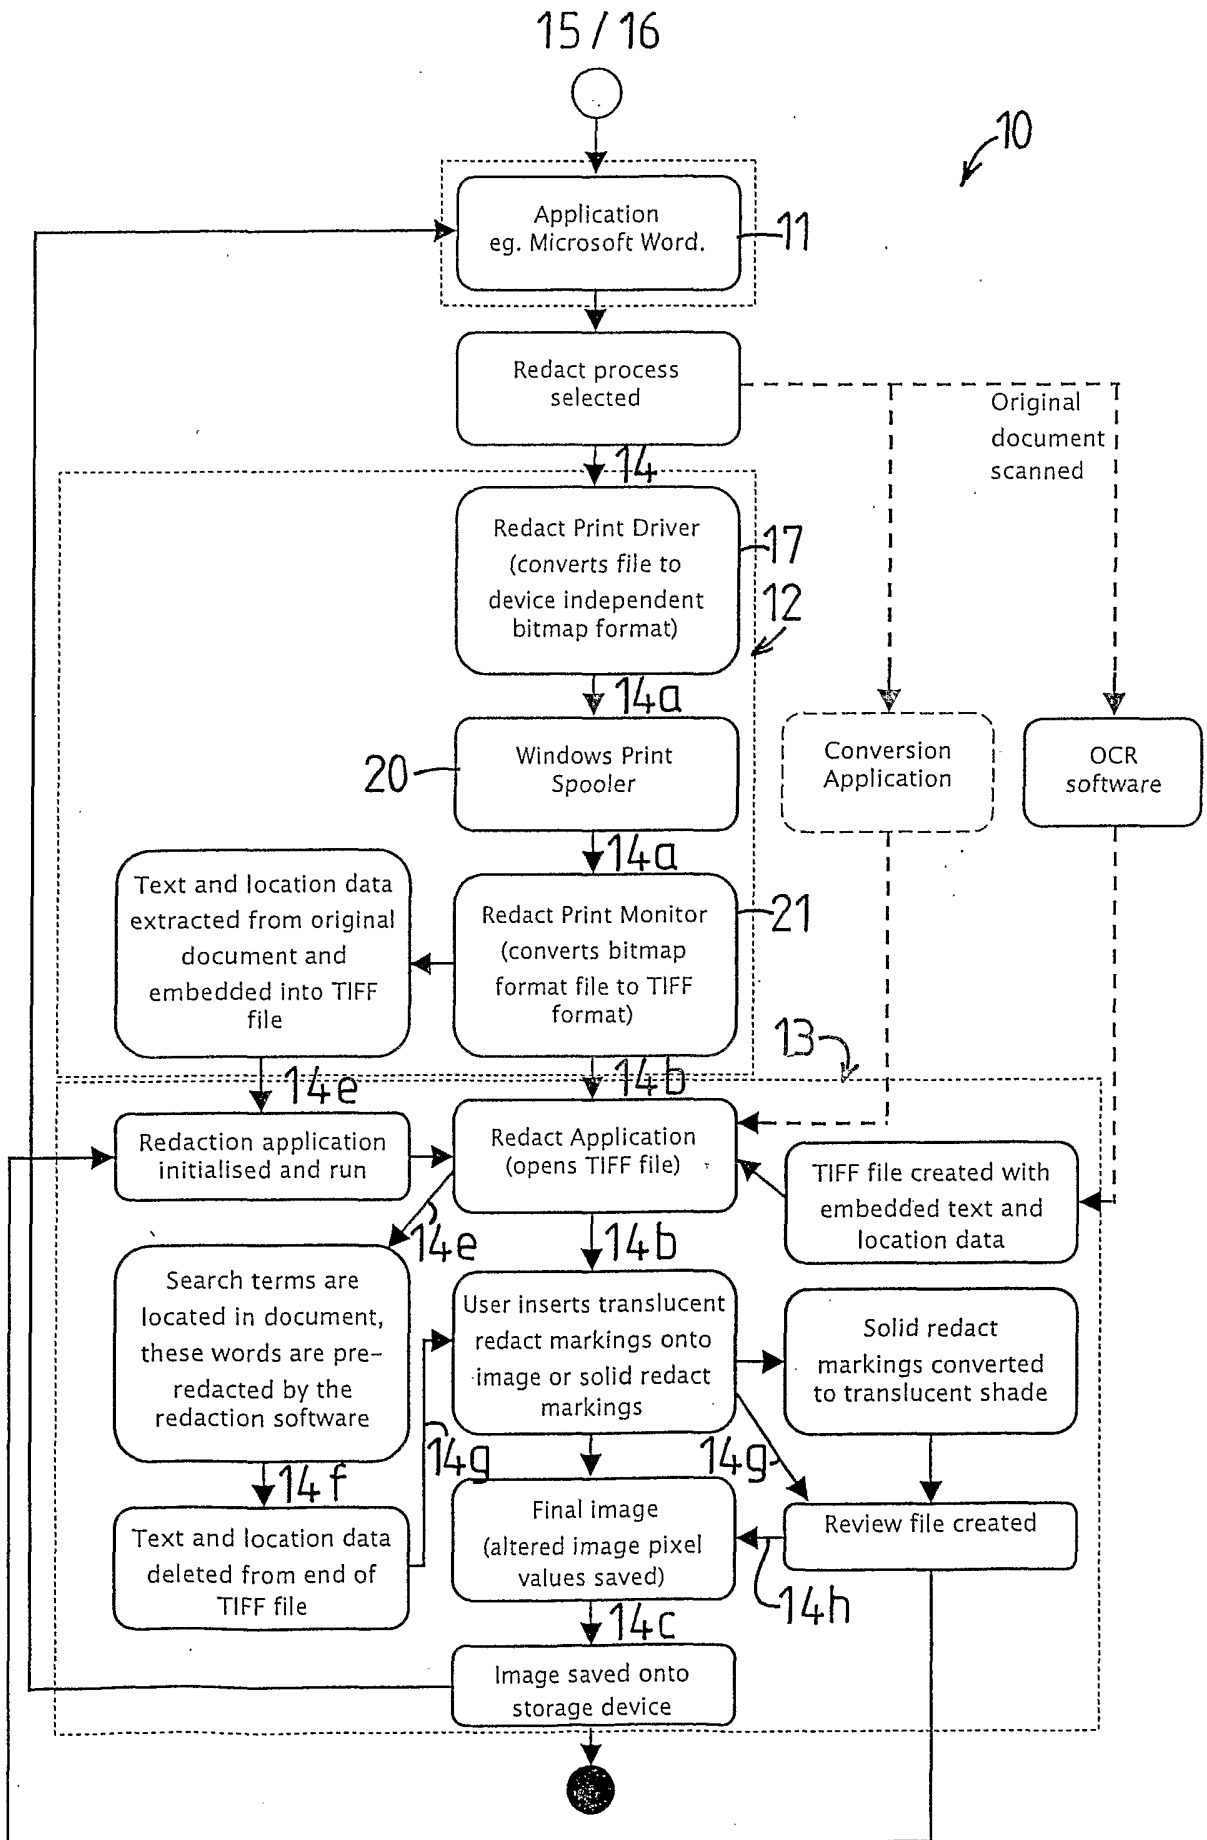 15/16
10
Application
eg. Microsoft Word.
11
Redact process
selected
Original
document
scanned
14
Redact Print Driver
(converts file to
device independent
bitmap format)
17
12
14a
Windows Print
Spooler
20
Conversion
Application
OCR
software
14a
Text and location data
extracted from original
document and
embedded into TIFF
file
Redact Print Monitor
(converts bitmap
format file to TIFF
format)
21
13
14e
14b
Redaction application
initialised and run
Redact Application
(opens TIFF file)
TIFF file created with
embedded text and
location data
14e
14b
Search terms are
located in document,
these words are pre-
redacted by the
redaction software
User inserts translucent
redact markings onto
image or solid redact
markings
Solid redact
markings converted
to translucent shade
14g
14g
14f
Text and location data
deleted from end of
TIFF file
Final image
(altered image pixel
values saved)
Review file created
14h
14c
Image saved onto
storage device